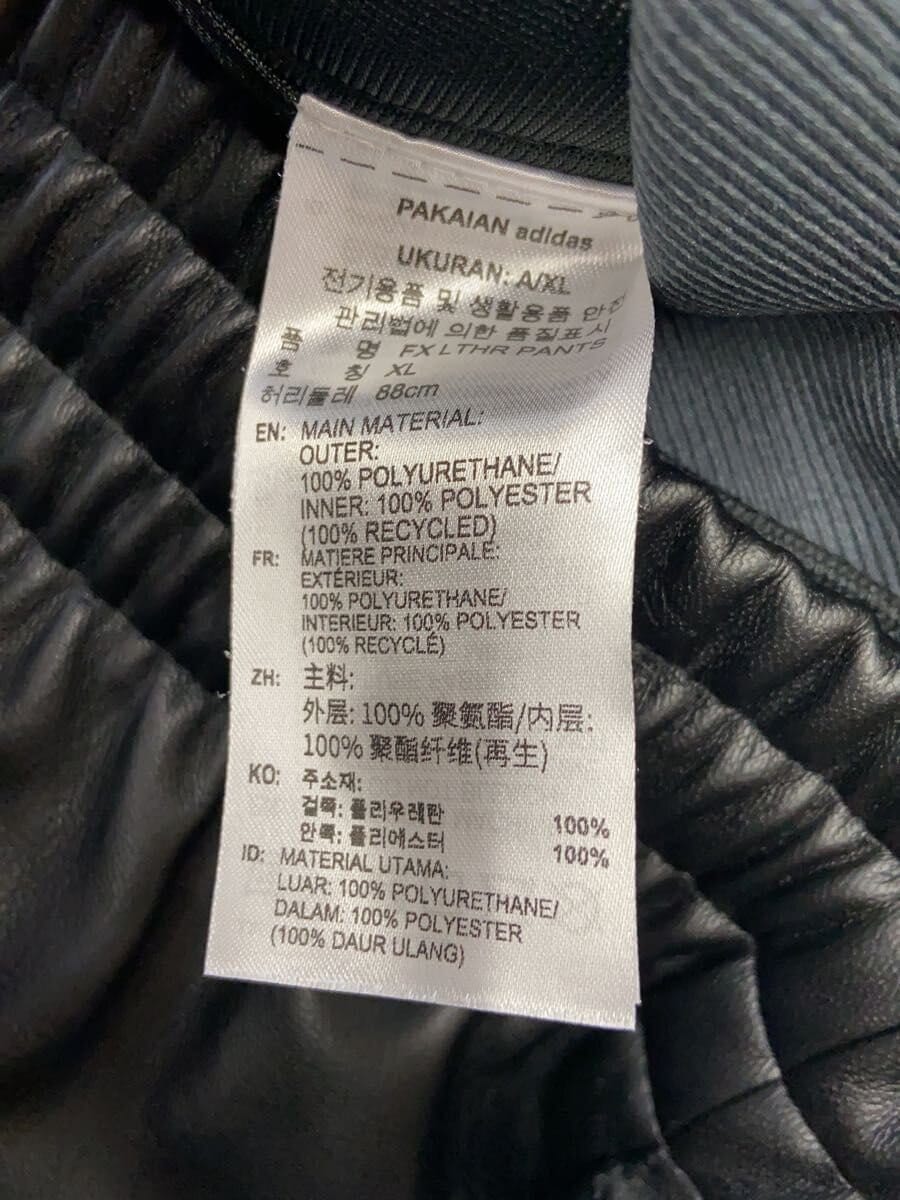 PAKAIAN adidas
UKURAN: A/XL
전기용품 및 생활용품 안전
관리법에 의한 품질표시
품 명 FX LTHR PANTS
호 칭 XL
허리둘레 88cm
EN: MAIN MATERIAL:
OUTER:
100% POLYURETHANE/
INNER: 100% POLYESTER
(100% RECYCLED)
FR: MATIERE PRINCIPALE:
EXTÉRIEUR:
100% POLYURETHANE/
INTERIEUR: 100% POLYESTER
(100% RECYCLÉ)
ZH: 主料:
外层: 100% 聚氨酯/内层:
100% 聚酯纤维(再生)
KO: 주소재:
겉쪽: 폴리우레탄 100%
안쪽: 폴리에스터 100%
ID: MATERIAL UTAMA:
LUAR: 100% POLYURETHANE/
DALAM: 100% POLYESTER
(100% DAUR ULANG)